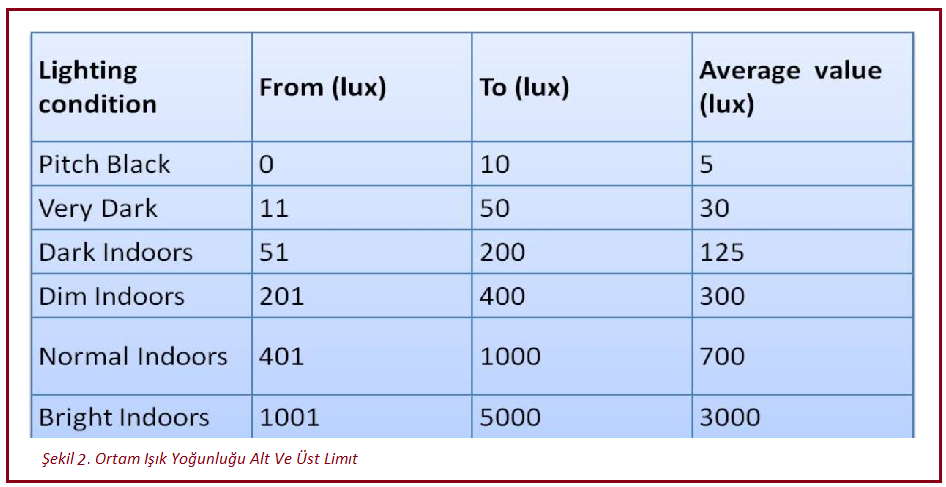 Lighting condition From (lux) To (lux) Average value (lux)
Pitch Black 0 10 5
Very Dark 11 50 30
Dark Indoors 51 200 125
Dim Indoors 201 400 300
Normal Indoors 401 1000 700
Bright Indoors 1001 5000 3000
Şekil 2. Ortam Işık Yoğunluğu Alt Ve Üst Limıt